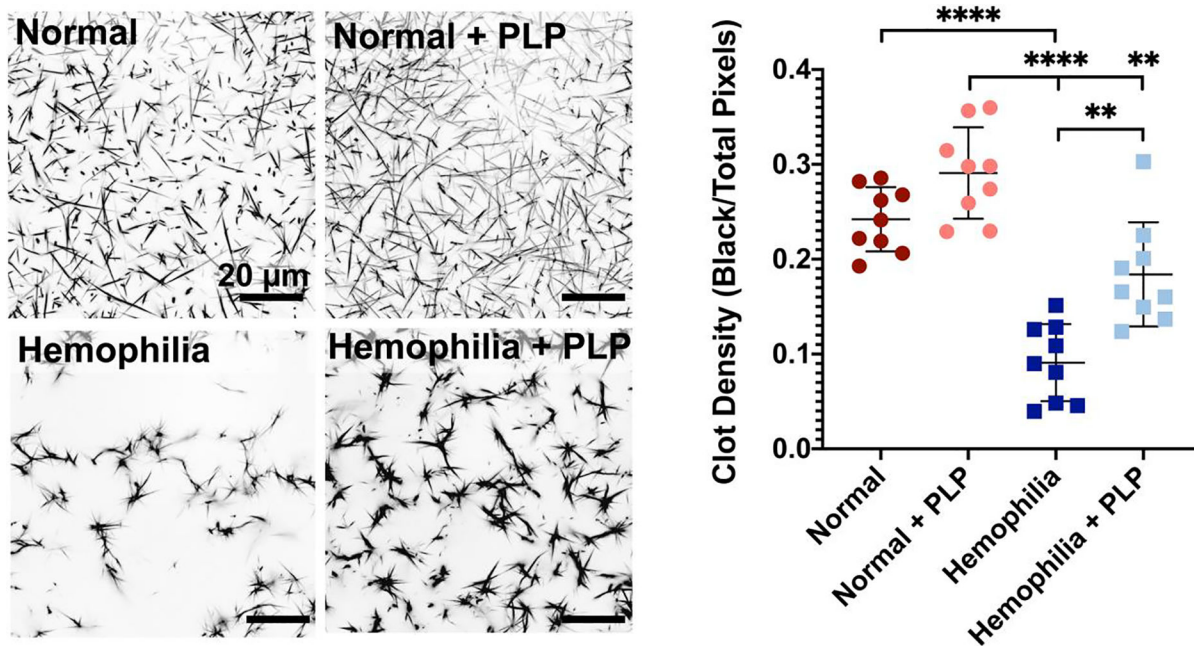 Normal
Normal + PLP
20 µm
Hemophilia
Hemophilia + PLP
****
**** **
**
Clot Density (Black/Total Pixels)
0.4
0.3
0.2
0.1
0.0
Normal
Normal + PLP
Hemophilia
Hemophilia + PLP